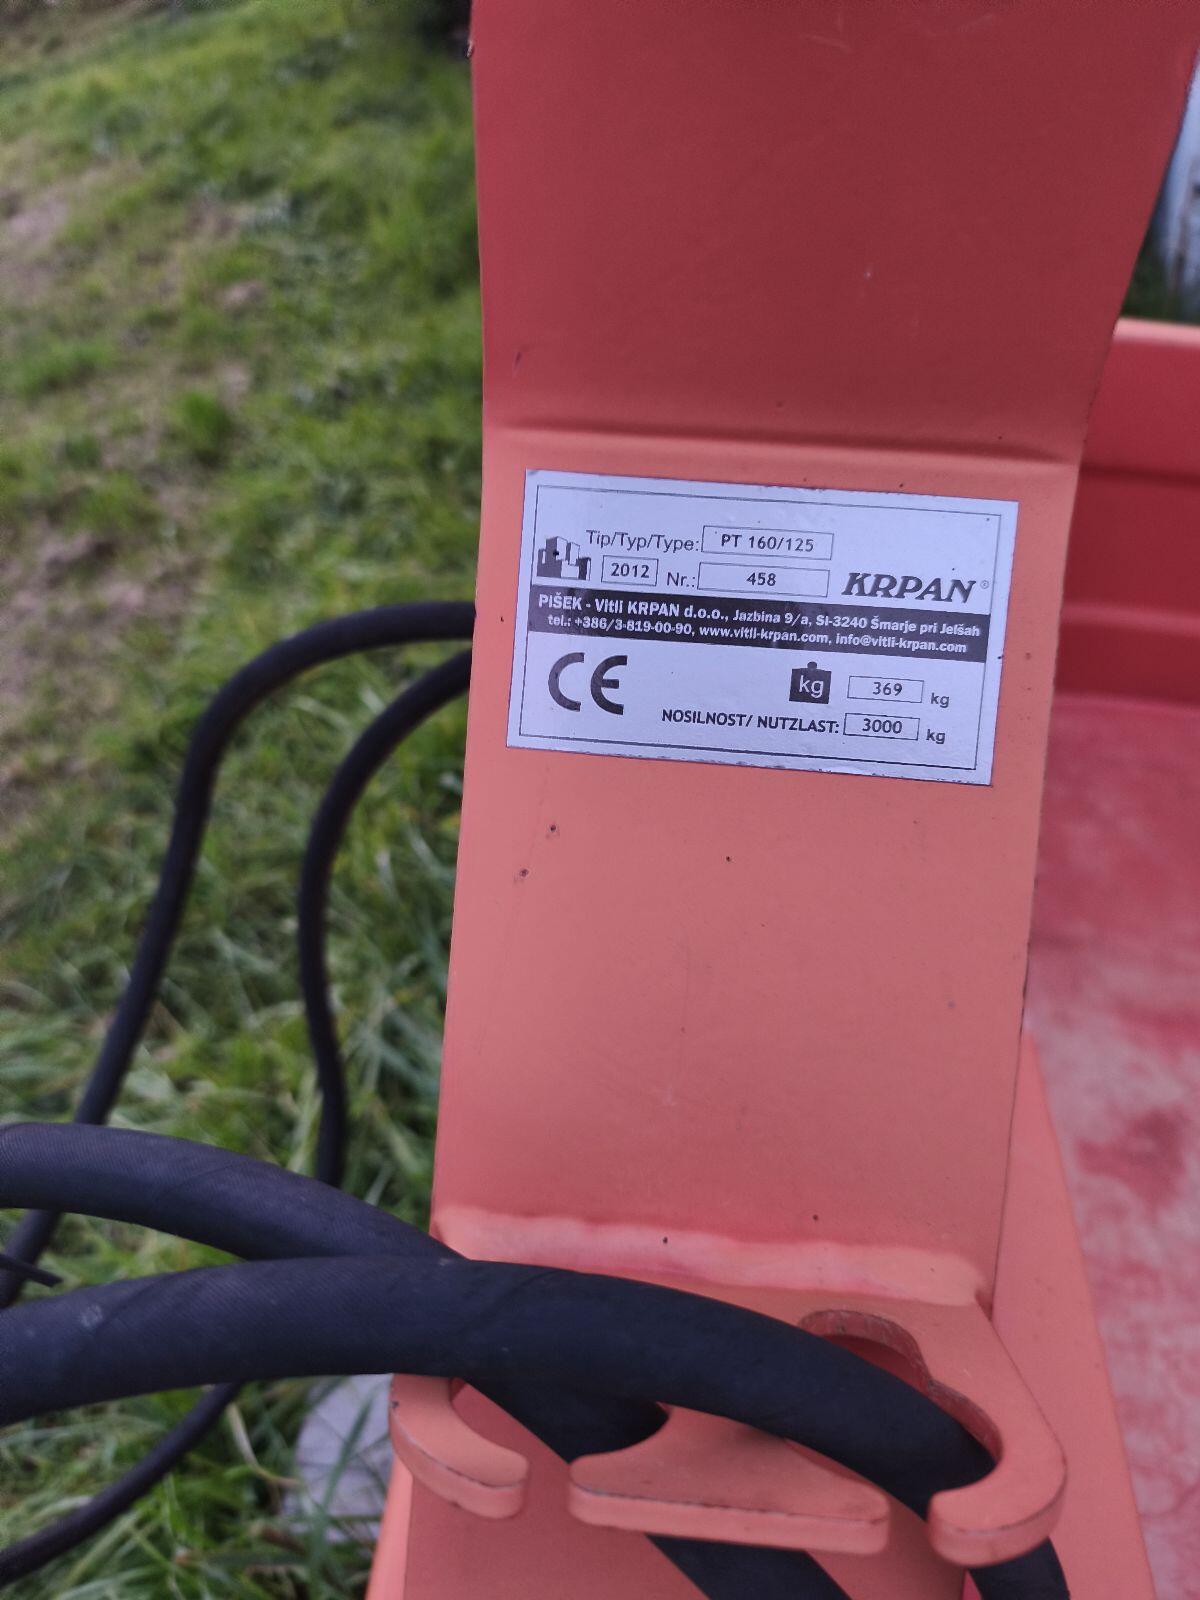 Tip/Typ/Type: PT 160/125
2012 Nr.: 458 KRPAN®
PIŠEK - Vitli KRPAN d.o.o., Jazbina 9/a, SI-3240 Šmarje pri Jelšah
tel.: +386/3-819-00-90, www.vitli-krpan.com, info@vitli-krpan.com
CE kg 369 kg
NOSILNOST/ NUTZLAST: 3000 kg